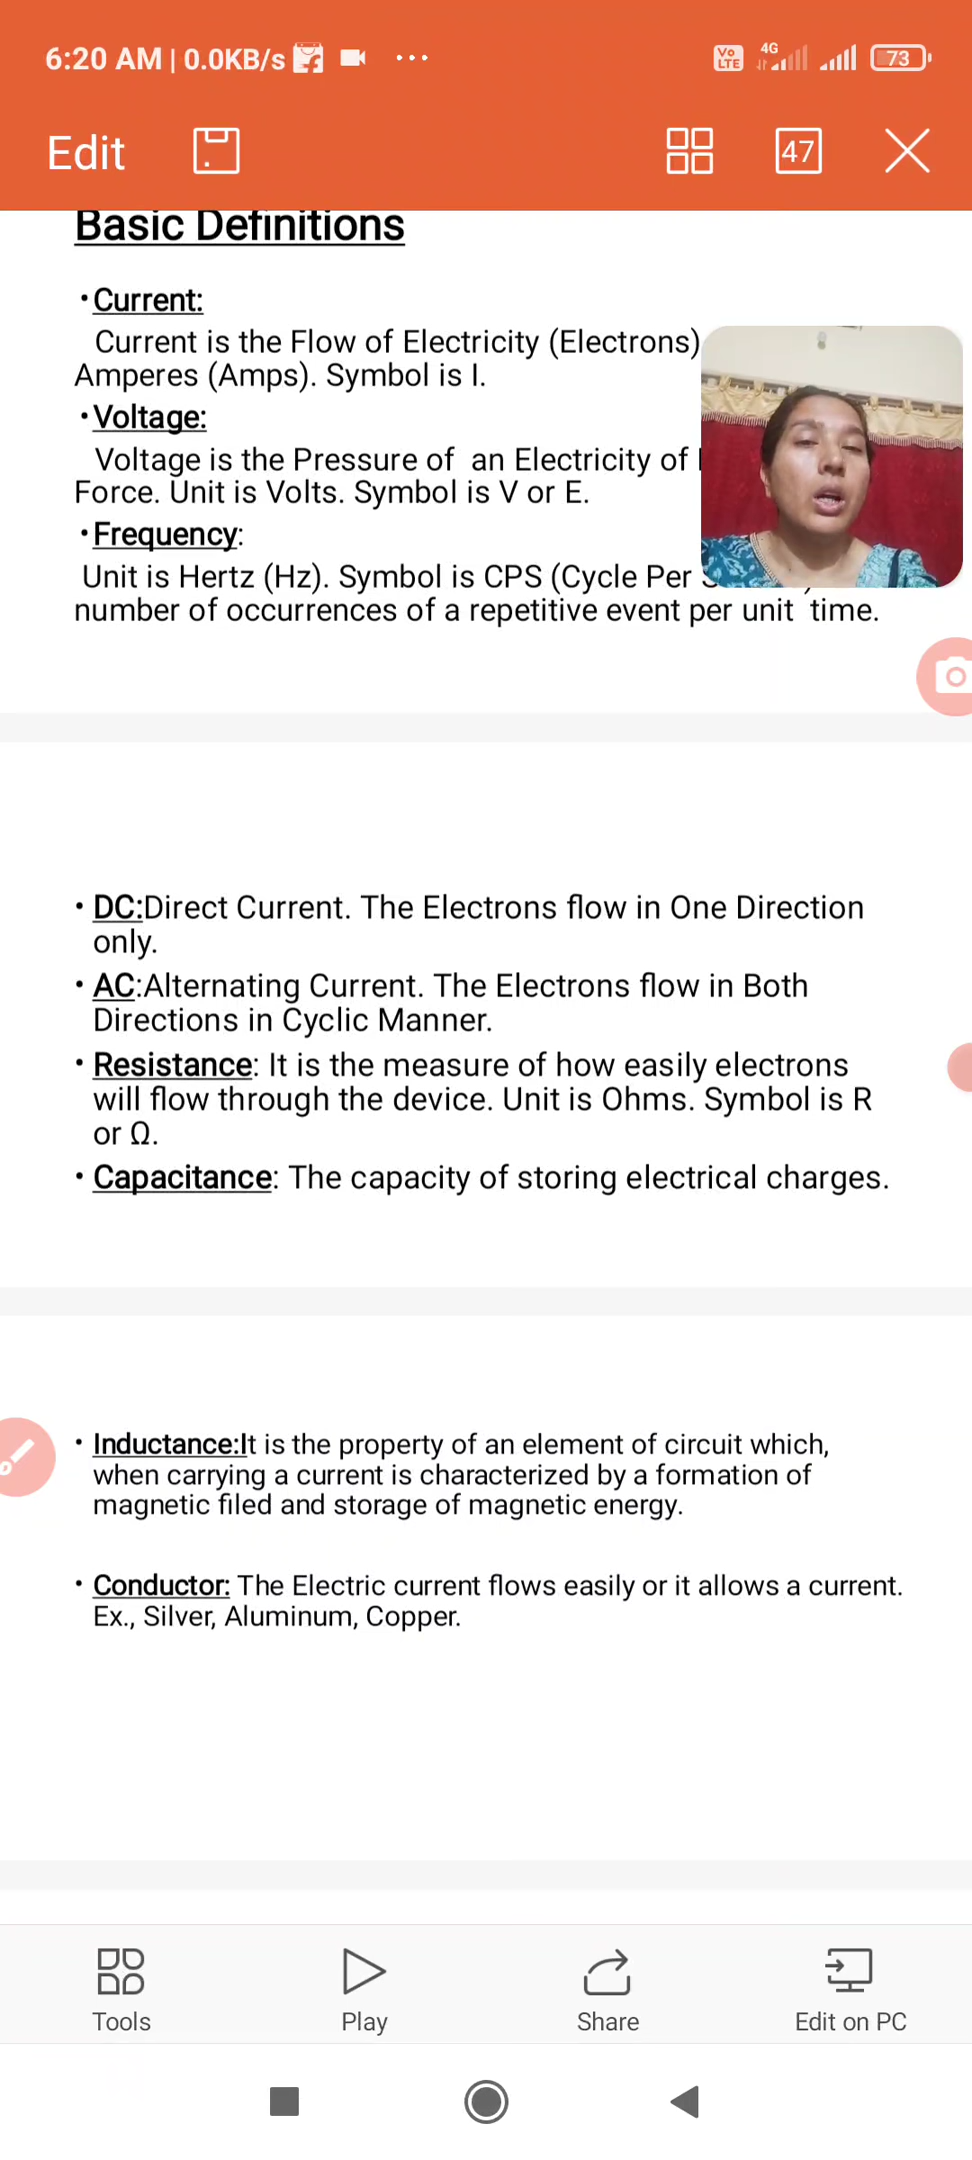 6:20 AM | 0.0KB/s ...
Vo LTE 4G 73
Edit 47
Basic Definitions
• Current:
Current is the Flow of Electricity (Electrons)
Amperes (Amps). Symbol is I.
• Voltage:
Voltage is the Pressure of an Electricity of
Force. Unit is Volts. Symbol is V or E.
• Frequency:
Unit is Hertz (Hz). Symbol is CPS (Cycle Per
number of occurrences of a repetitive event per unit time.
• DC:Direct Current. The Electrons flow in One Direction
only.
• AC:Alternating Current. The Electrons flow in Both
Directions in Cyclic Manner.
• Resistance: It is the measure of how easily electrons
will flow through the device. Unit is Ohms. Symbol is R
or Ω.
• Capacitance: The capacity of storing electrical charges.
• Inductance:It is the property of an element of circuit which,
when carrying a current is characterized by a formation of
magnetic filed and storage of magnetic energy.
• Conductor: The Electric current flows easily or it allows a current.
Ex., Silver, Aluminum, Copper.
Tools Play Share Edit on PC